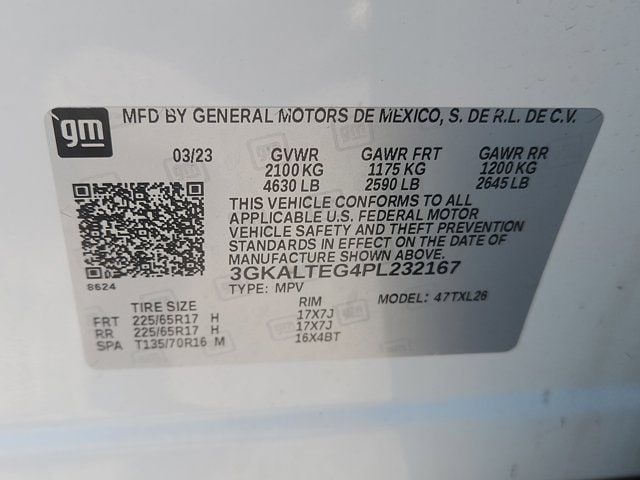 gm MFD BY GENERAL MOTORS DE MEXICO, S. DE R.L. DE C.V.
03/23 GVWR GAWR FRT GAWR RR
2100 KG 1175 KG 1200 KG
4630 LB 2590 LB 2645 LB
THIS VEHICLE CONFORMS TO ALL
APPLICABLE U.S. FEDERAL MOTOR
VEHICLE SAFETY AND THEFT PREVENTION
STANDARDS IN EFFECT ON THE DATE OF
MANUFACTURE SHOWN ABOVE.
3GKALTEG4PL232167
8624 TYPE: MPV MODEL: 47TXL26
TIRE SIZE RIM
FRT 225/65R17 H 17X7J
RR 225/65R17 H 17X7J
SPA T135/70R16 M 16X4BT